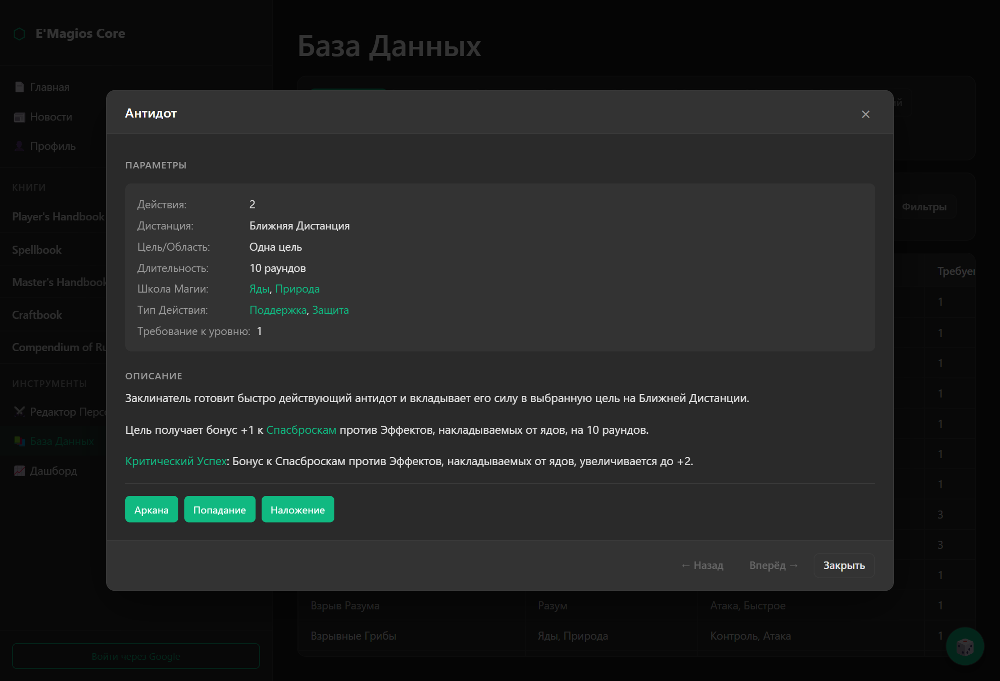 E'Magios Core
Главная
Новости
Профиль
КНИГИ
Player's Handbook
Spellbook
Master's Handbook
Craftbook
Compendium of Ru
ИНСТРУМЕНТЫ
Редактор Персо
База Данных
Дашборд
Войти через Google
База Данных
ий
Фильтры
Требуе
1
1
1
1
1
1
1
3
3
1
Взрыв Разума Разум Атака, Быстрое 1
Взрывные Грибы Яды, Природа Контроль, Атака 1
Антидот
×
ПАРАМЕТРЫ
Действия: 2
Дистанция: Ближняя Дистанция
Цель/Область: Одна цель
Длительность: 10 раундов
Школа Магии: Яды, Природа
Тип Действия: Поддержка, Защита
Требование к уровню: 1
ОПИСАНИЕ
Заклинатель готовит быстро действующий антидот и вкладывает его силу в выбранную цель на Ближней Дистанции.
Цель получает бонус +1 к Спасброскам против Эффектов, накладываемых от ядов, на 10 раундов.
Критический Успех: Бонус к Спасброскам против Эффектов, накладываемых от ядов, увеличивается до +2.
Аркана Попадание Наложение
← Назад Вперёд → Закрыть